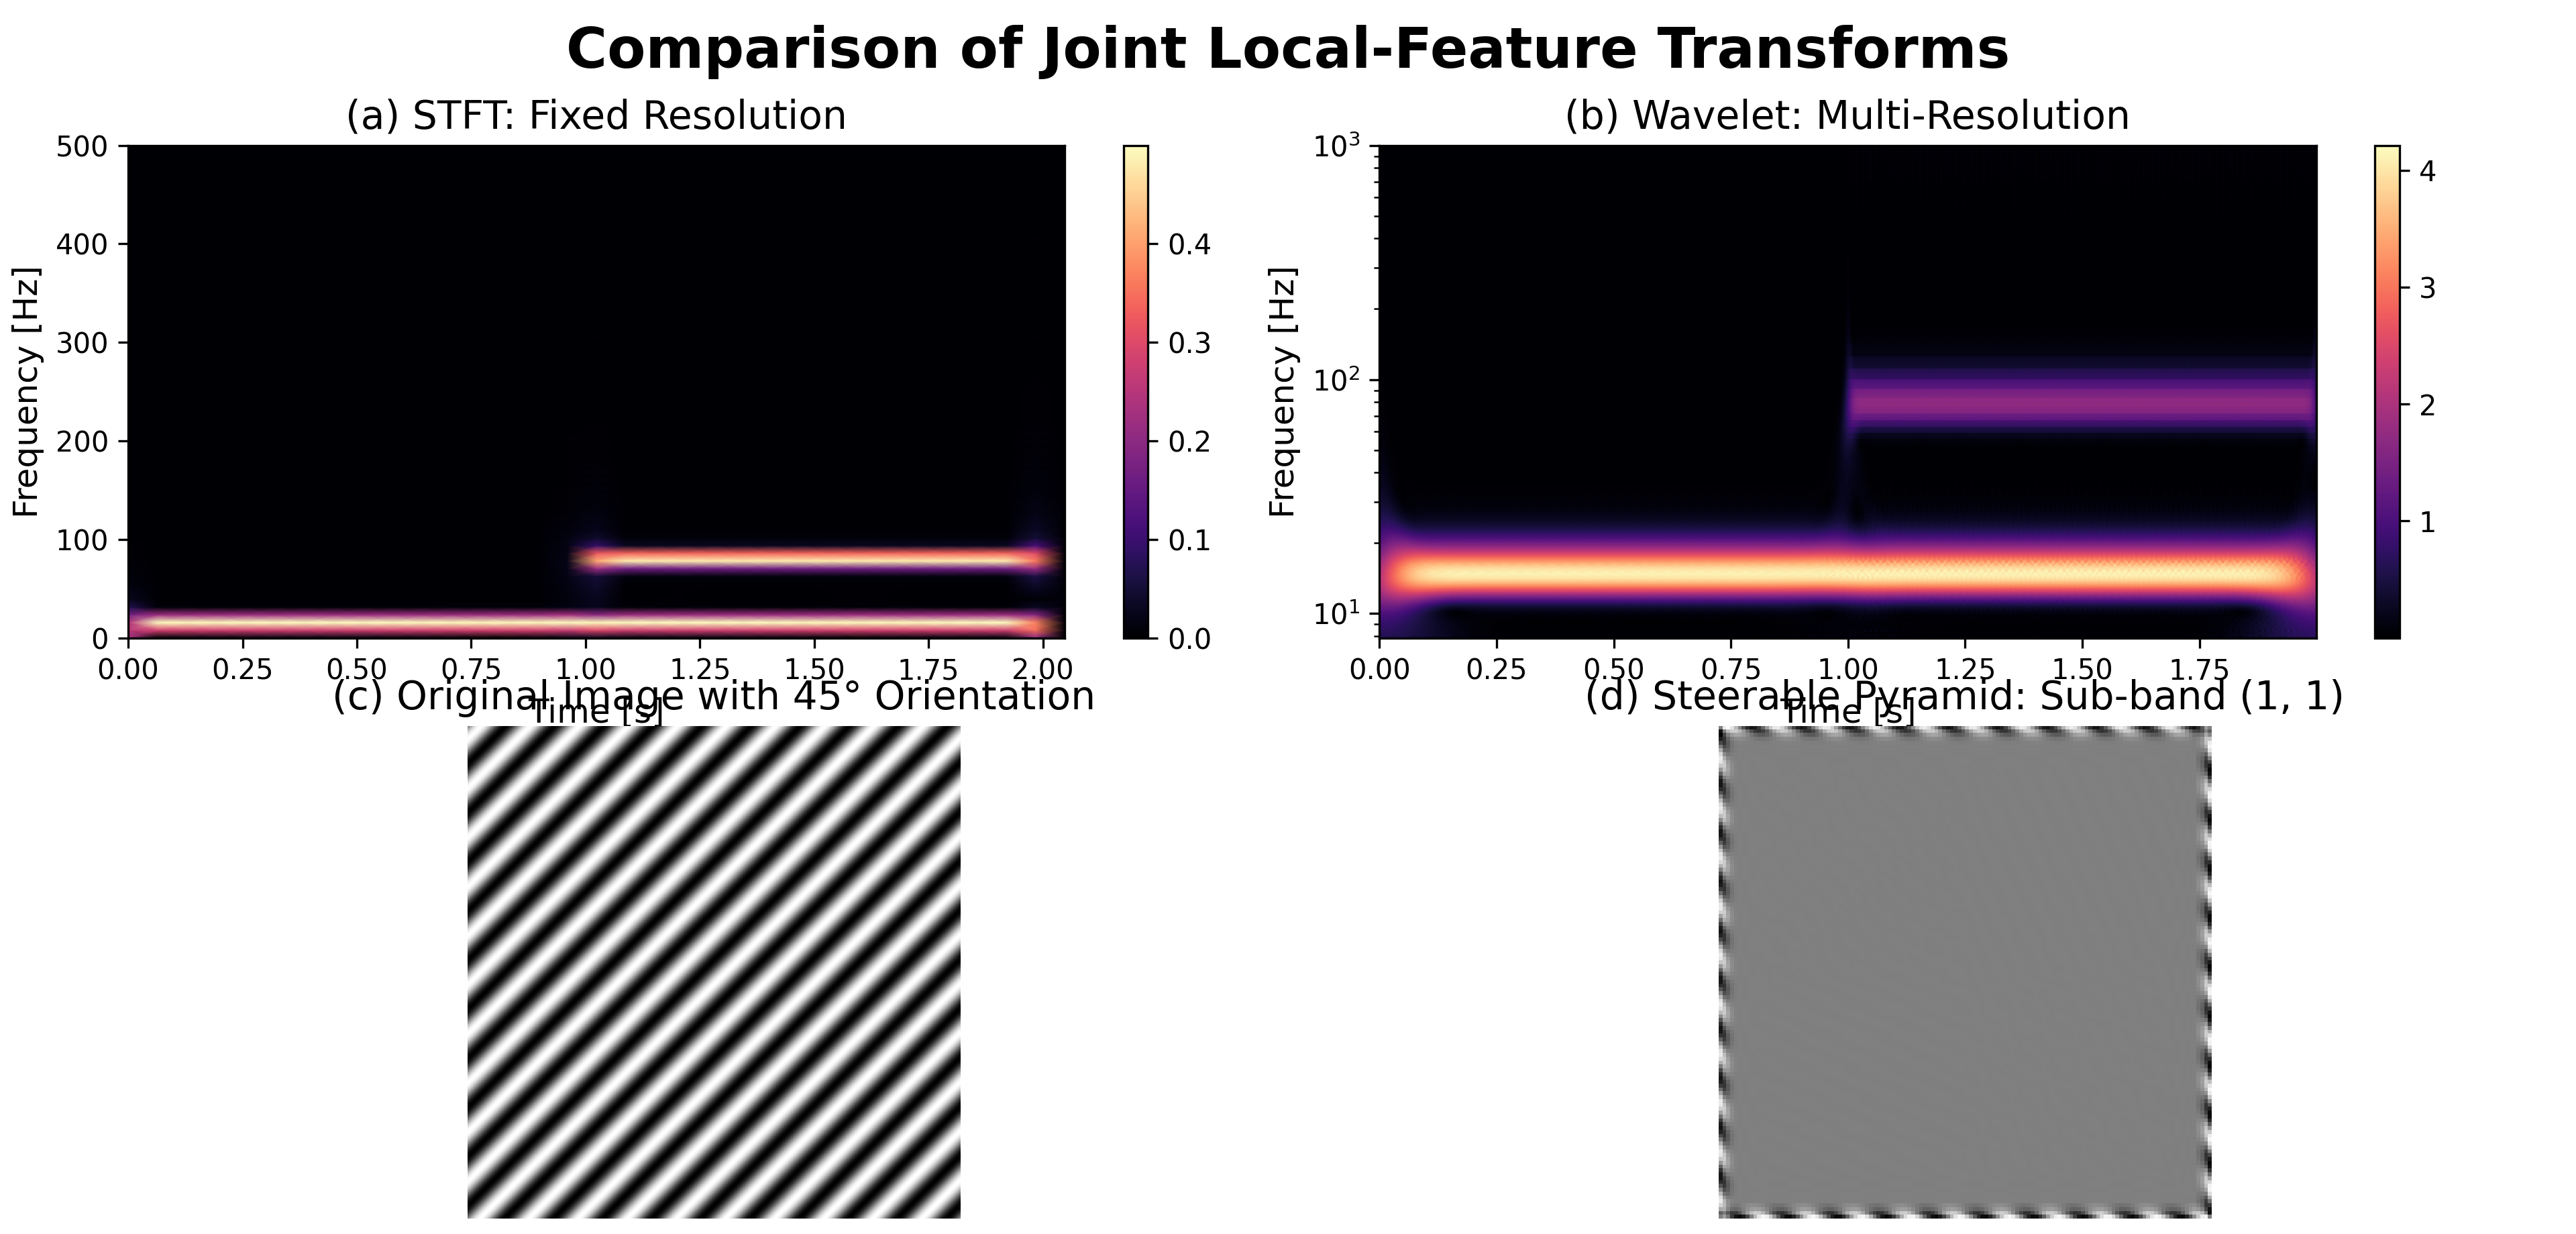 Comparison of Joint Local-Feature Transforms
(a) STFT: Fixed Resolution
500
400
300
200
100
0
Frequency [Hz]
0.00 0.25 0.50 0.75 1.00 1.25 1.50 1.75 2.00
Time [s]
0.4
0.3
0.2
0.1
0.0
(b) Wavelet: Multi-Resolution
10³
10²
10¹
Frequency [Hz]
0.00 0.25 0.50 0.75 1.00 1.25 1.50 1.75
Time [s]
4
3
2
1
(c) Original Image with 45° Orientation
(d) Steerable Pyramid: Sub-band (1, 1)